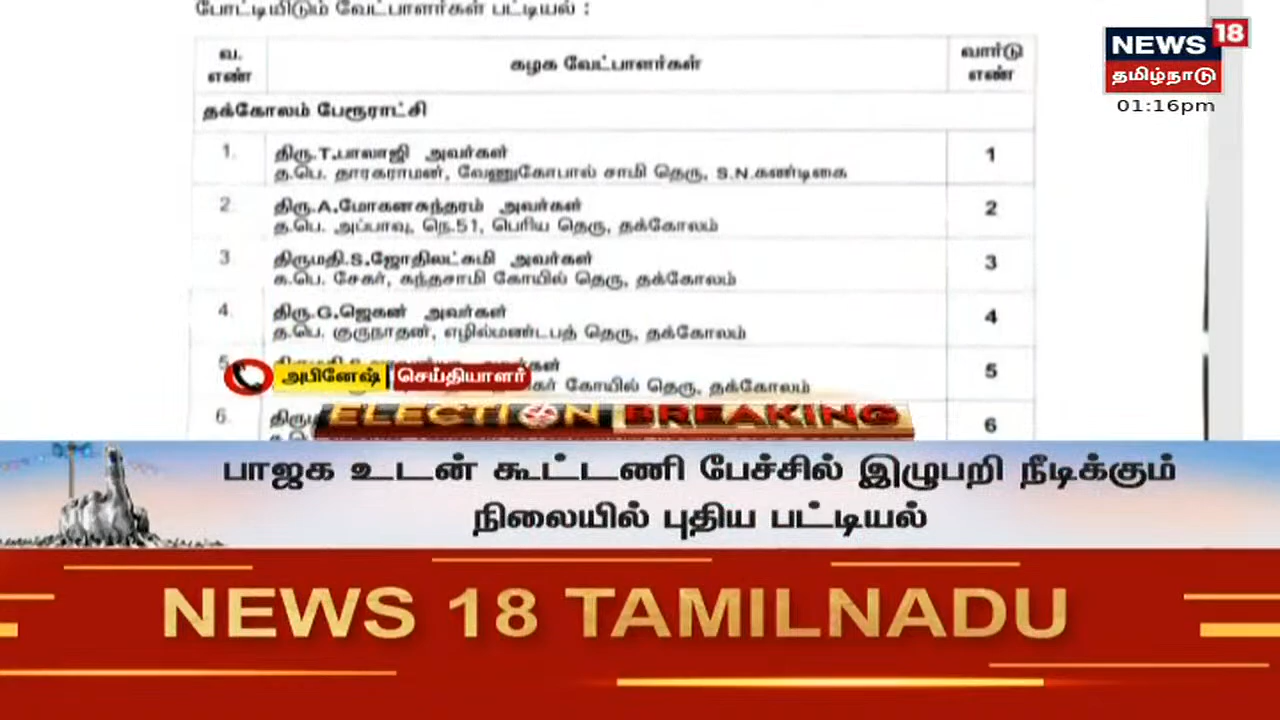 போட்டியிடும் வேட்பாளர்கள் பட்டியல் :
வ. எண்
கழக வேட்பாளர்கள்
வார்டு எண்
தக்கோலம் பேரூராட்சி
1. திரு.T.பாலாஜி அவர்கள் 1
த.பெ. தாரகராமன், வேணுகோபால் சாமி தெரு, S.N.கண்டிகை
2. திரு.A.மோகனசுந்தரம் அவர்கள் 2
த.பெ. அப்பாவு, நெ.51, பெரிய தெரு, தக்கோலம்
3 திருமதி.S.ஜோதிலட்சுமி அவர்கள் 3
க.பெ. சேகர், கந்தசாமி கோயில் தெரு, தக்கோலம்
4. திரு.G.ஜெகன் அவர்கள் 4
த.பெ. குருநாதன், எழில்மண்டபத் தெரு, தக்கோலம்
5
கோயில் தெரு, தக்கோலம்
6. 6
NEWS 18
தமிழ்நாடு
01:16pm
அபினேஷ் செய்தியாளர்
ELECTION BREAKING
பாஜக உடன் கூட்டணி பேச்சில் இழுபறி நீடிக்கும்
நிலையில் புதிய பட்டியல்
NEWS 18 TAMILNADU